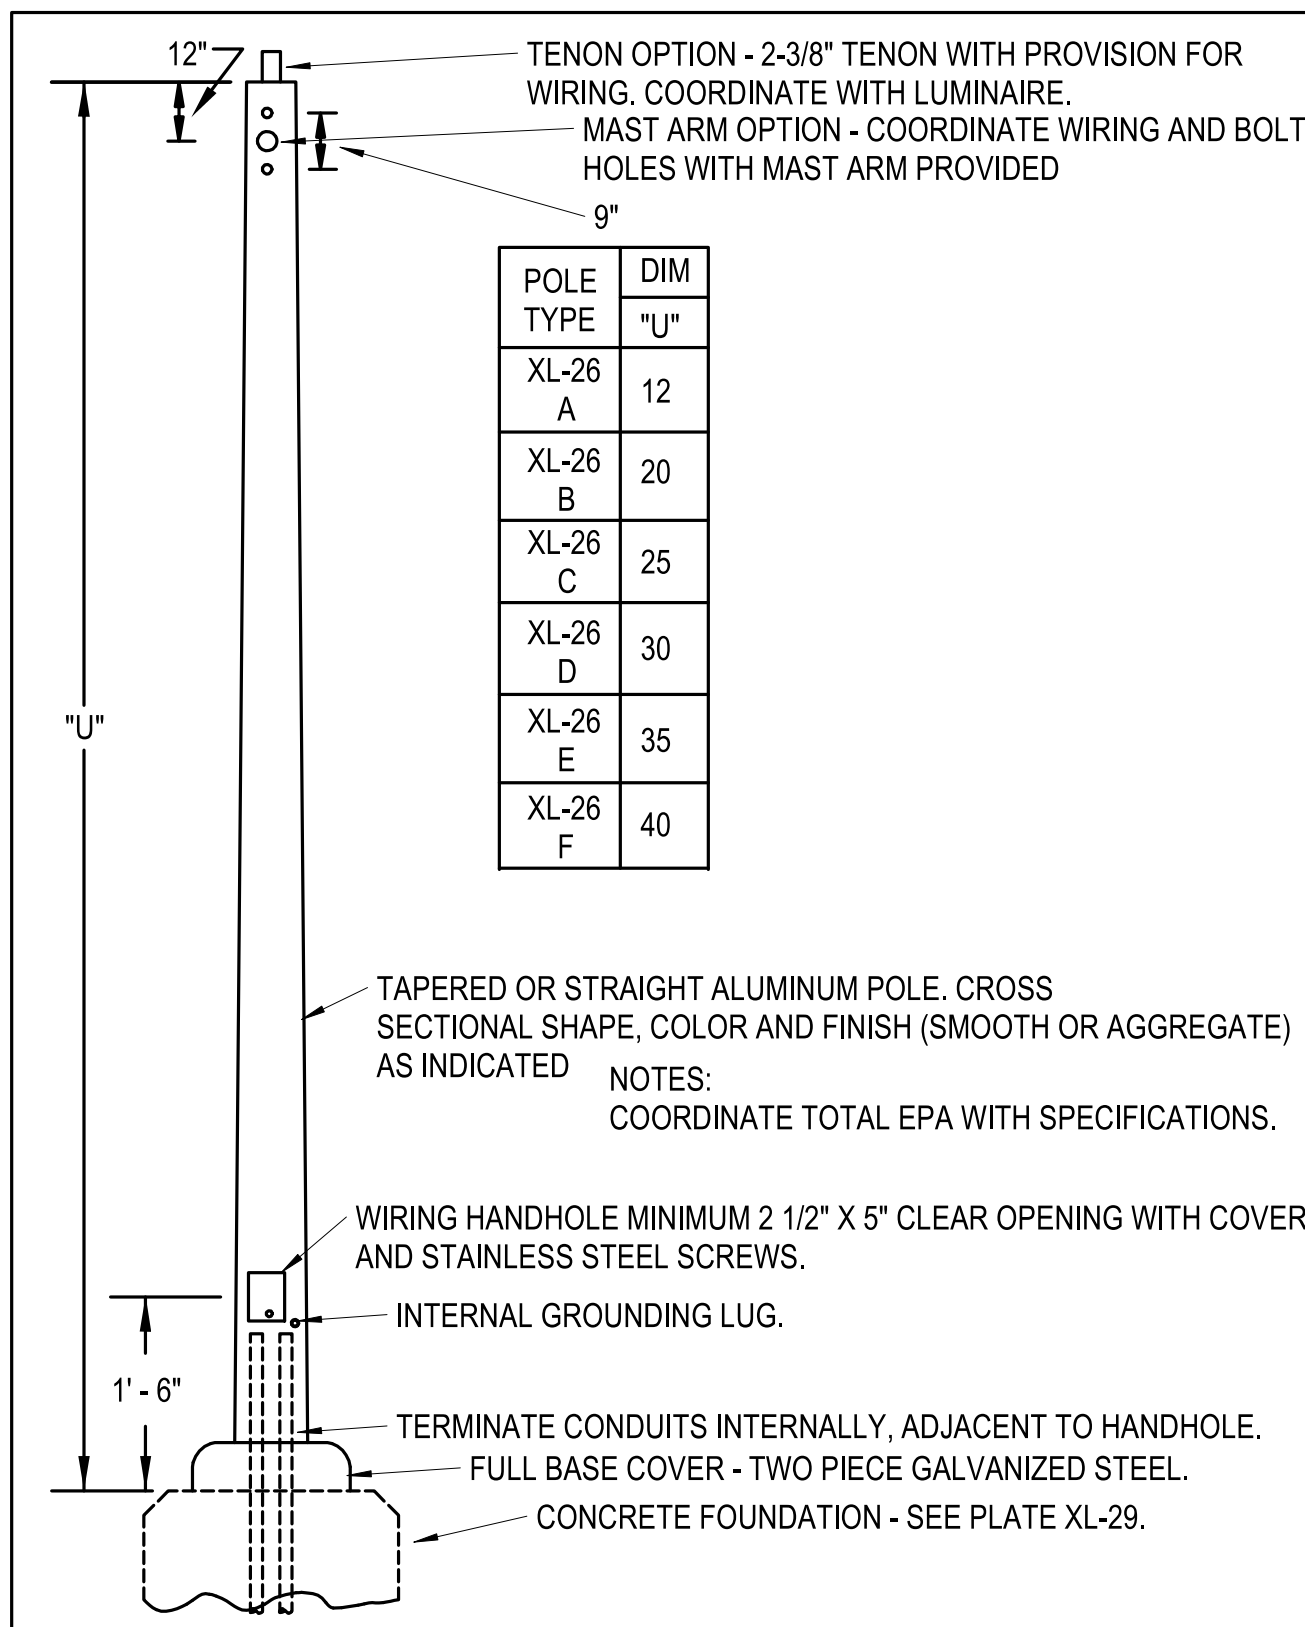 12"
TENON OPTION - 2-3/8" TENON WITH PROVISION FOR
WIRING. COORDINATE WITH LUMINAIRE.
MAST ARM OPTION - COORDINATE WIRING AND BOLT
HOLES WITH MAST ARM PROVIDED
9"
POLE
TYPE
DIM
"U"
XL-26
A
12
XL-26
B
20
XL-26
C
25
XL-26
D
30
XL-26
E
35
XL-26
F
40
"U"
TAPERED OR STRAIGHT ALUMINUM POLE. CROSS
SECTIONAL SHAPE, COLOR AND FINISH (SMOOTH OR AGGREGATE)
AS INDICATED
NOTES:
COORDINATE TOTAL EPA WITH SPECIFICATIONS.
WIRING HANDHOLE MINIMUM 2 1/2" X 5" CLEAR OPENING WITH COVER
AND STAINLESS STEEL SCREWS.
INTERNAL GROUNDING LUG.
1' - 6"
TERMINATE CONDUITS INTERNALLY, ADJACENT TO HANDHOLE.
FULL BASE COVER - TWO PIECE GALVANIZED STEEL.
CONCRETE FOUNDATION - SEE PLATE XL-29.